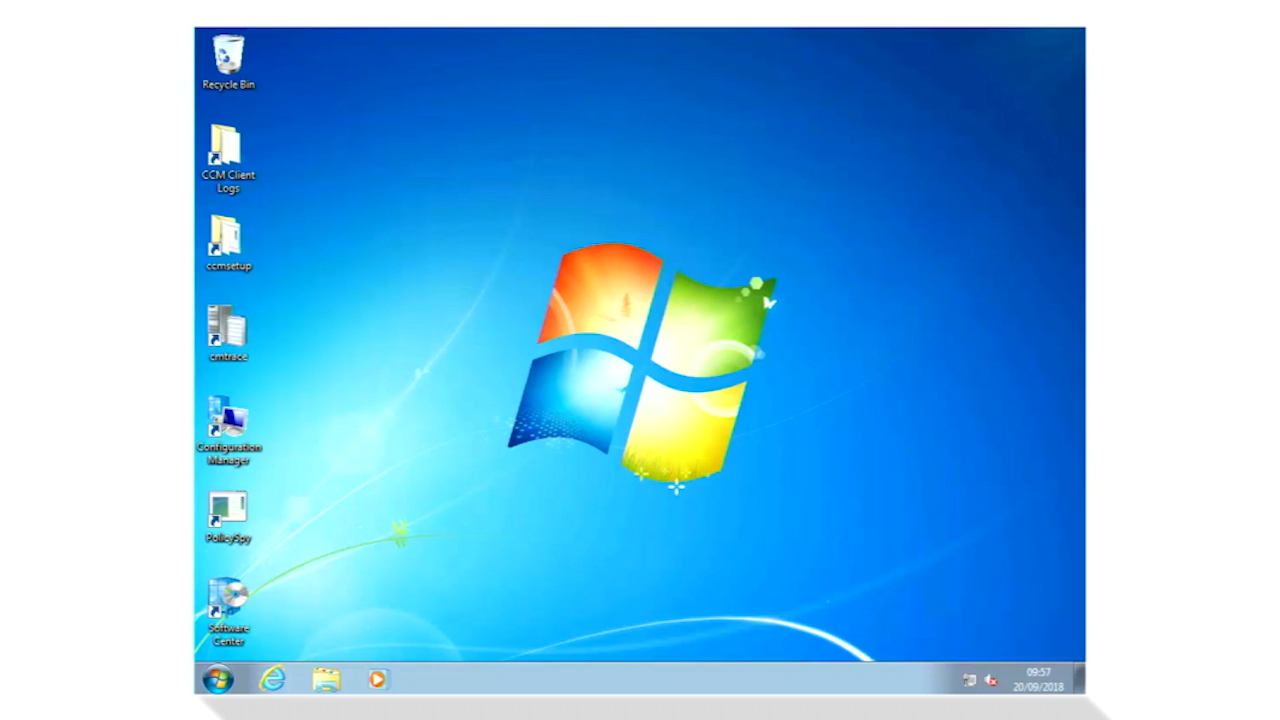 Recycle Bin
CCM Client
Logs
ccmsetup
cmtrace
Configuration
Manager
PolicySpy
Software
Center
09:57
20/09/2018